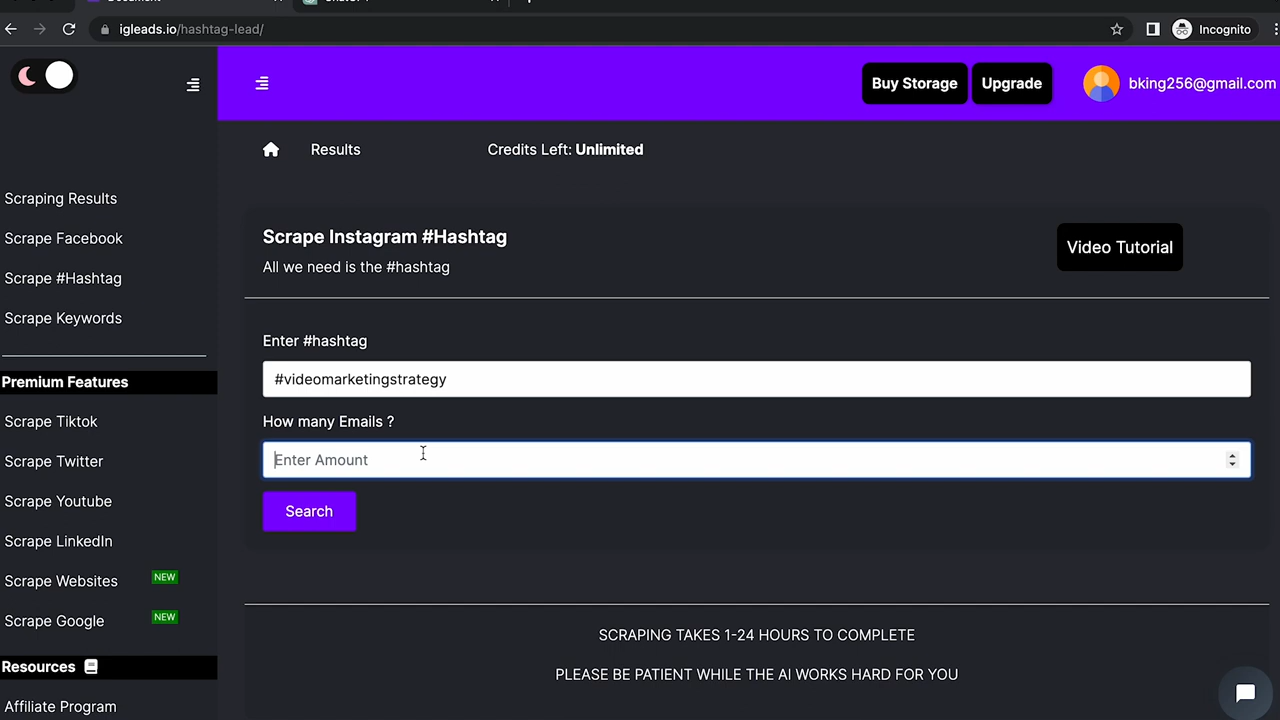 igleads.io/hashtag-lead/
Incognito
Buy Storage
Upgrade
bking256@gmail.com
Results
Credits Left: Unlimited
Scraping Results
Scrape Facebook
Scrape #Hashtag
Scrape Keywords
Premium Features
Scrape Tiktok
Scrape Twitter
Scrape Youtube
Scrape LinkedIn
Scrape Websites NEW
Scrape Google NEW
Resources
Affiliate Program
Scrape Instagram #Hashtag
All we need is the #hashtag
Video Tutorial
Enter #hashtag
#videomarketingstrategy
How many Emails ?
Enter Amount
Search
SCRAPING TAKES 1-24 HOURS TO COMPLETE
PLEASE BE PATIENT WHILE THE AI WORKS HARD FOR YOU